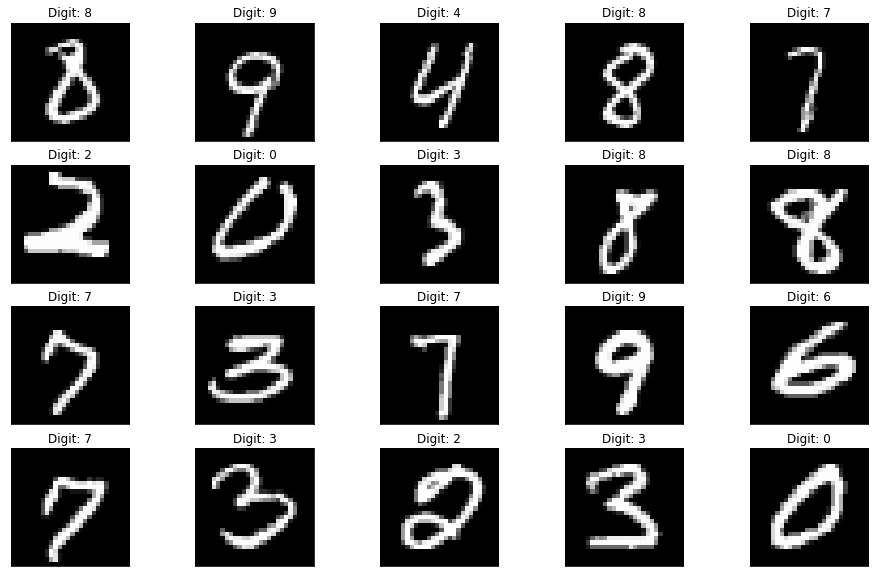 Digit: 8 Digit: 9 Digit: 4 Digit: 8 Digit: 7
8 9 4 8 7
Digit: 2 Digit: 0 Digit: 3 Digit: 8 Digit: 8
2 0 3 8 8
Digit: 7 Digit: 3 Digit: 7 Digit: 9 Digit: 6
7 3 7 9 6
Digit: 7 Digit: 3 Digit: 2 Digit: 3 Digit: 0
7 3 2 3 0